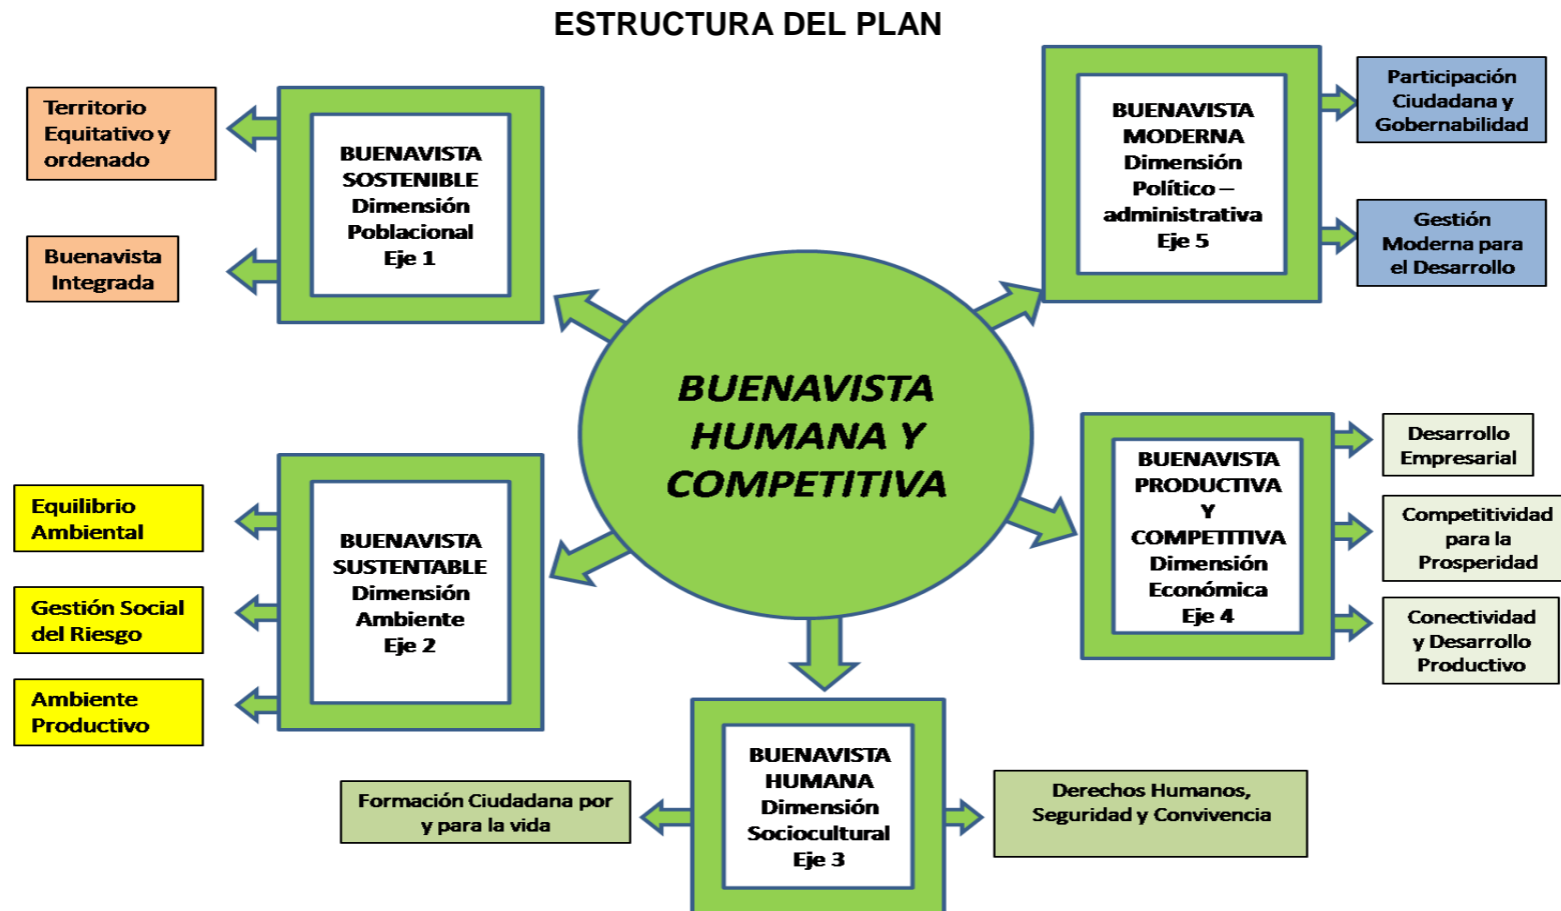 ESTRUCTURA DEL PLAN
Territorio
Equitativo y
ordenado
Buenavista
Integrada
BUENAVISTA
SOSTENIBLE
Dimensión
Poblacional
Eje 1
BUENAVISTA
MODERNA
Dimensión
Político –
administrativa
Eje 5
Participación
Ciudadana y
Gobernabilidad
Gestión
Moderna para
el Desarrollo
BUENAVISTA
HUMANA Y
COMPETITIVA
Equilibrio
Ambiental
Gestión Social
del Riesgo
Ambiente
Productivo
BUENAVISTA
SUSTENTABLE
Dimensión
Ambiente
Eje 2
BUENAVISTA
PRODUCTIVA
Y
COMPETITIVA
Dimensión
Económica
Eje 4
Desarrollo
Empresarial
Competitividad
para la
Prosperidad
Conectividad
y Desarrollo
Productivo
Formación Ciudadana por
y para la vida
BUENAVISTA
HUMANA
Dimensión
Sociocultural
Eje 3
Derechos Humanos,
Seguridad y Convivencia